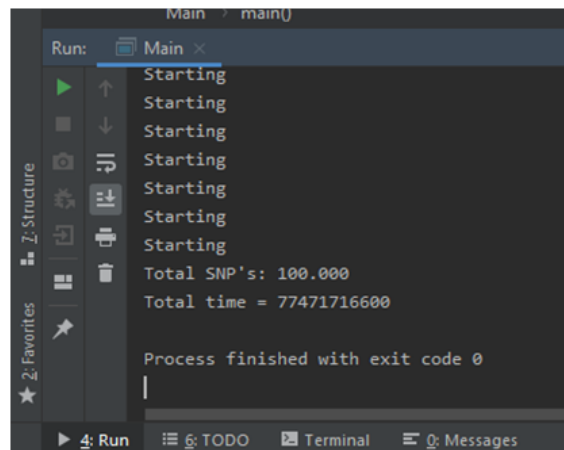 Main > main()
Run: Main ×
Starting
Starting
Starting
Starting
Starting
Starting
Starting
Total SNP's: 100.000
Total time = 77471716600
Process finished with exit code 0
7: Structure
2: Favorites
4: Run 6: TODO Terminal 0: Messages